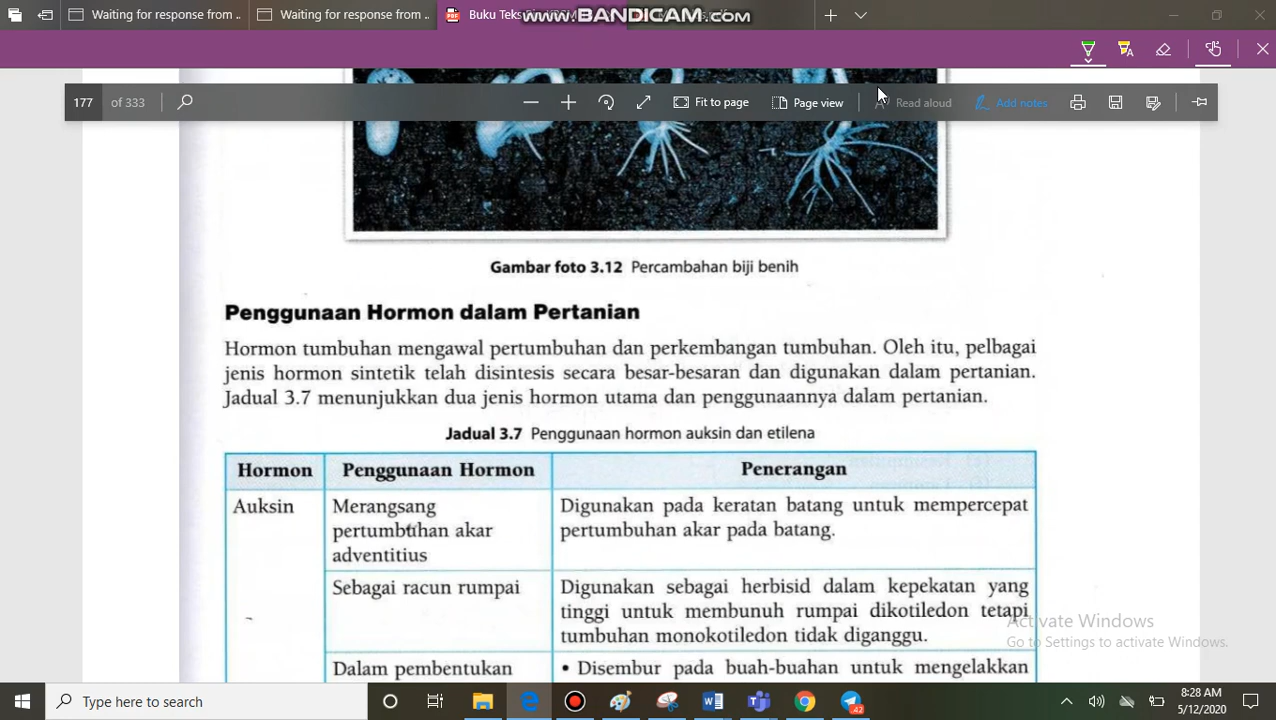 Waiting for response from .
Waiting for response from .
Buku Teks
www.BANDICAM.com
177 of 333
Fit to page
Page view
Read aloud
Add notes
Gambar foto 3.12 Percambahan biji benih
Penggunaan Hormon dalam Pertanian
Hormon tumbuhan mengawal pertumbuhan dan perkembangan tumbuhan. Oleh itu, pelbagai
jenis hormon sintetik telah disintesis secara besar-besaran dan digunakan dalam pertanian.
Jadual 3.7 menunjukkan dua jenis hormon utama dan penggunaannya dalam pertanian.
Jadual 3.7 Penggunaan hormon auksin dan etilena
Hormon
Penggunaan Hormon
Penerangan
Auksin
Merangsang
pertumbuhan akar
adventitius
Digunakan pada keratan batang untuk mempercepat
pertumbuhan akar pada batang.
Sebagai racun rumpai
Digunakan sebagai herbisid dalam kepekatan yang
tinggi untuk membunuh rumpai dikotiledon tetapi
tumbuhan monokotiledon tidak diganggu.
Dalam pembentukan
• Disembur pada buah-buahan untuk mengelakkan
Activate Windows
Go to Settings to activate Windows.
Type here to search
42
8:28 AM
5/12/2020